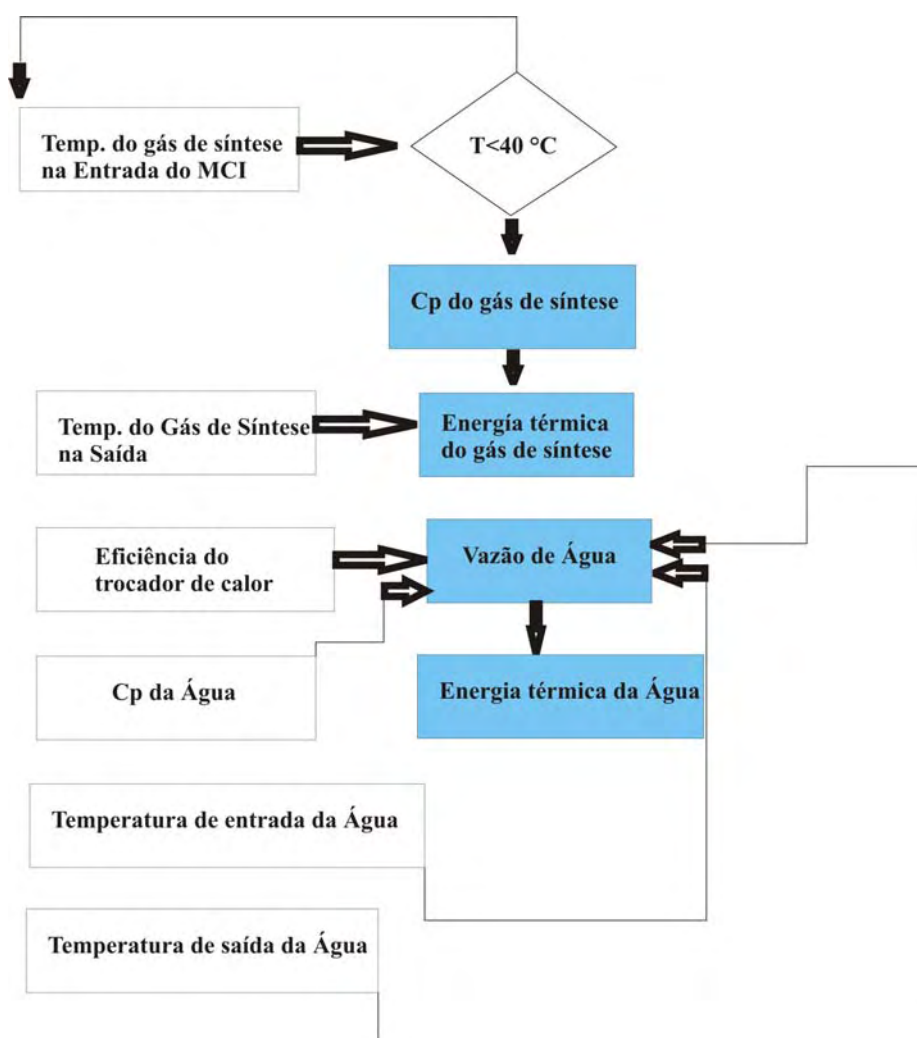 Temp. do gás de síntese
na Entrada do MCI
T<40 °C
Cp do gás de síntese
Temp. do Gás de Síntese
na Saída
Energía térmica
do gás de síntese
Eficiência do
trocador de calor
Vazão de Água
Cp da Água
Energia térmica da Água
Temperatura de entrada da Água
Temperatura de saída da Água